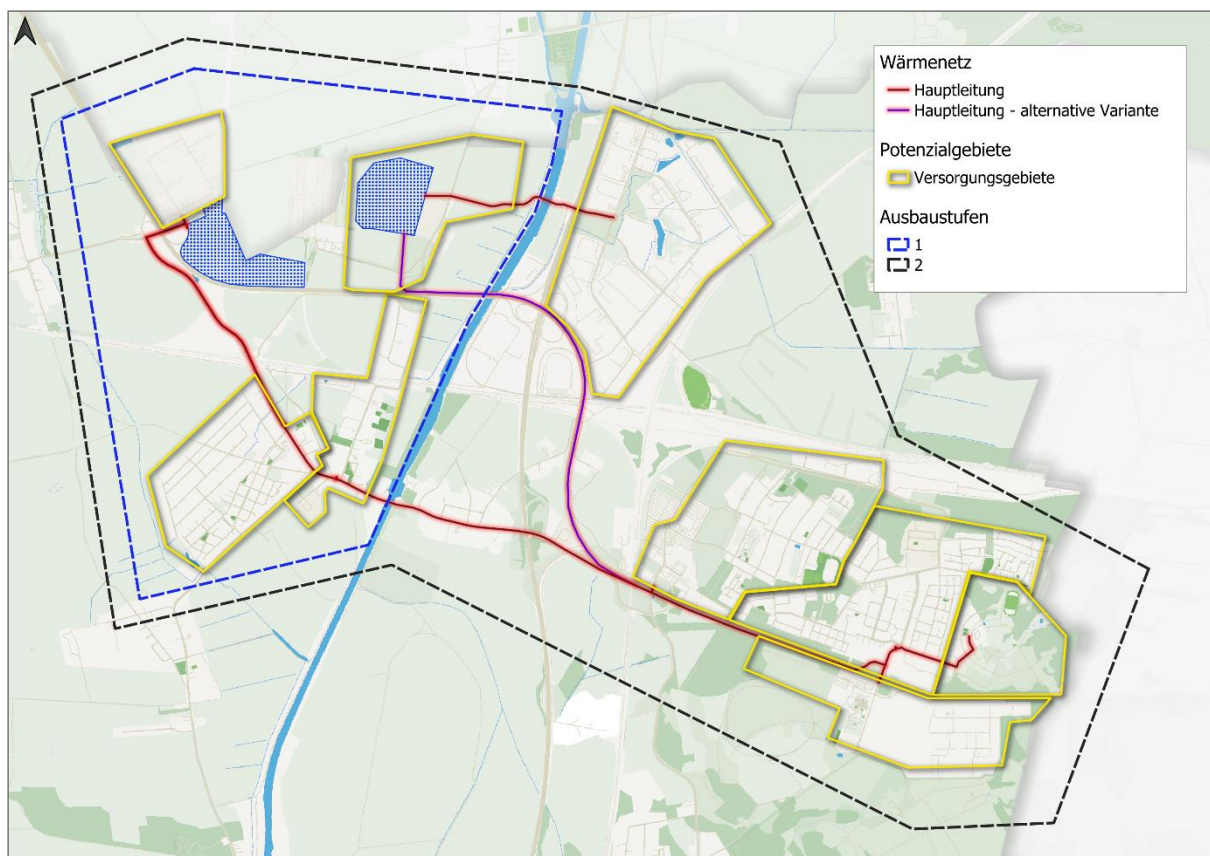 Wärmenetz
Hauptleitung
Hauptleitung - alternative Variante
Potenzialgebiete
Versorgungsgebiete
Ausbaustufen
1
2